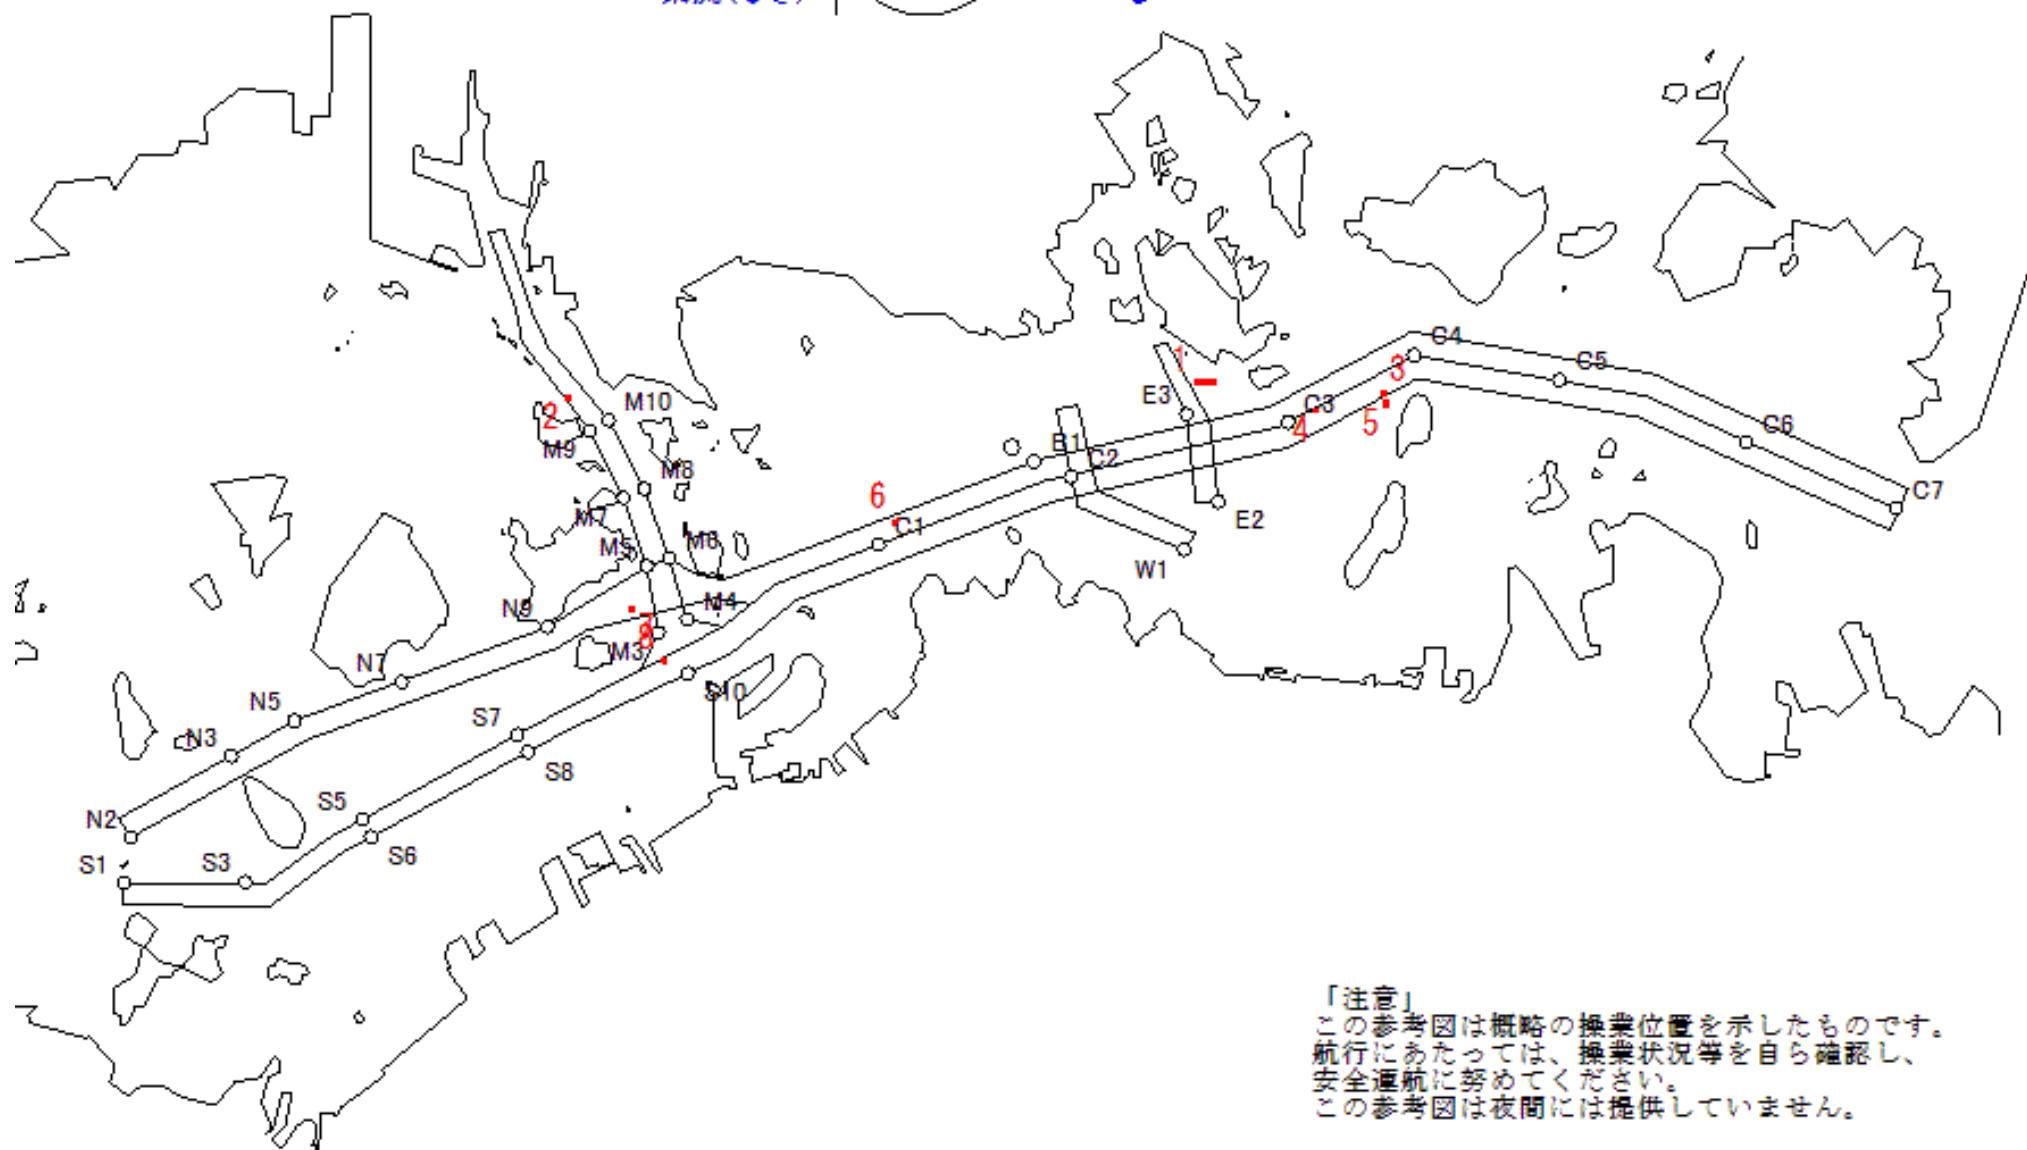 C4
1
3
C5
E3
C3
M10
2
4
5
C6
M9
B1
C2
M8
6
C7
M7
C1
E2
M5
M6
W1
N9
M4
8
M3
N7
S10
N5
S7
N3
S8
S5
N2
S6
S1
S3
「注意」
この参考図は概略の操業位置を示したものです。
航行にあたっては、操業状況等を自ら確認し、
安全運航に努めてください。
この参考図は夜間には提供していません。